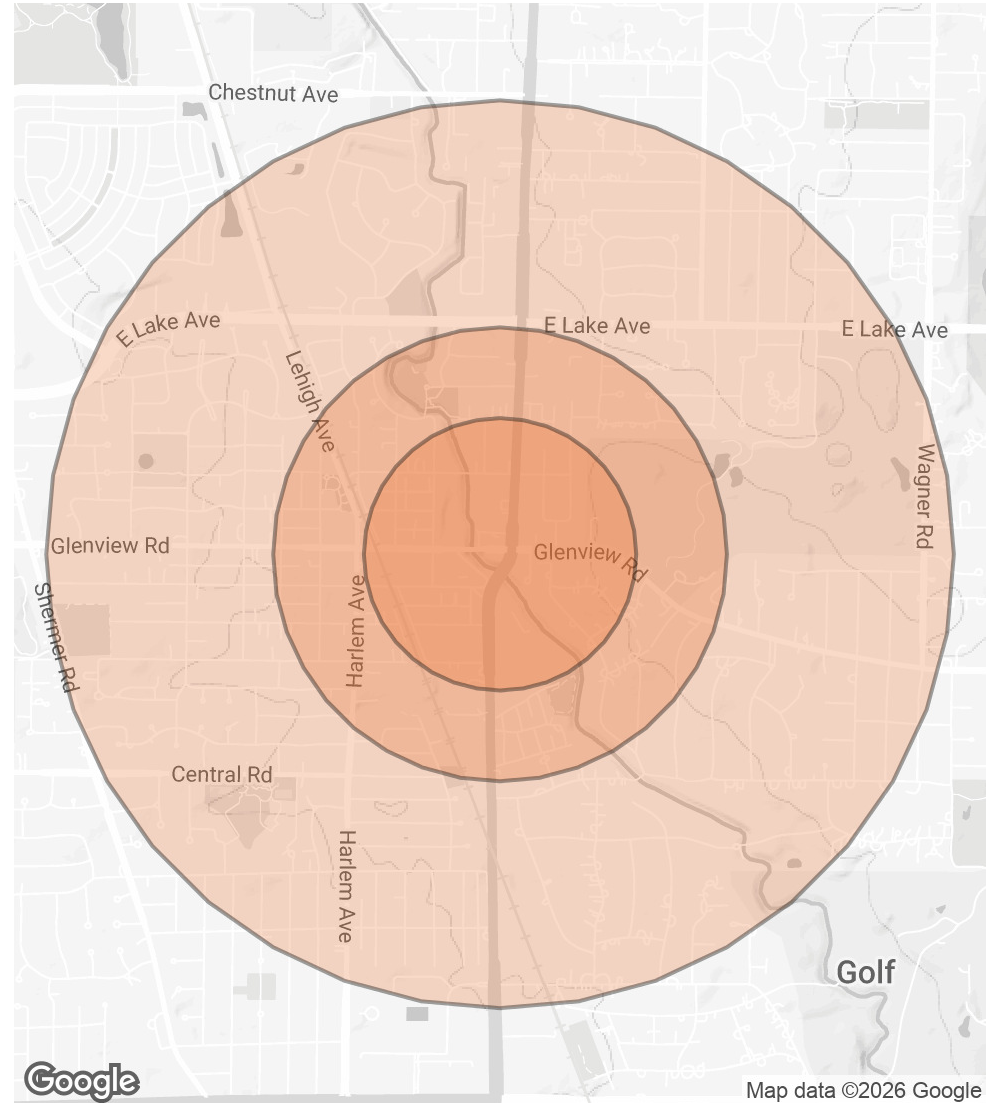 Chestnut Ave
E Lake Ave
E Lake Ave
E Lake Ave
Lehigh Ave
Wagner Rd
Glenview Rd
Glenview Rd
Shermer Rd
Harlem Ave
Central Rd
Harlem Ave
Golf
Google
Map data ©2026 Google